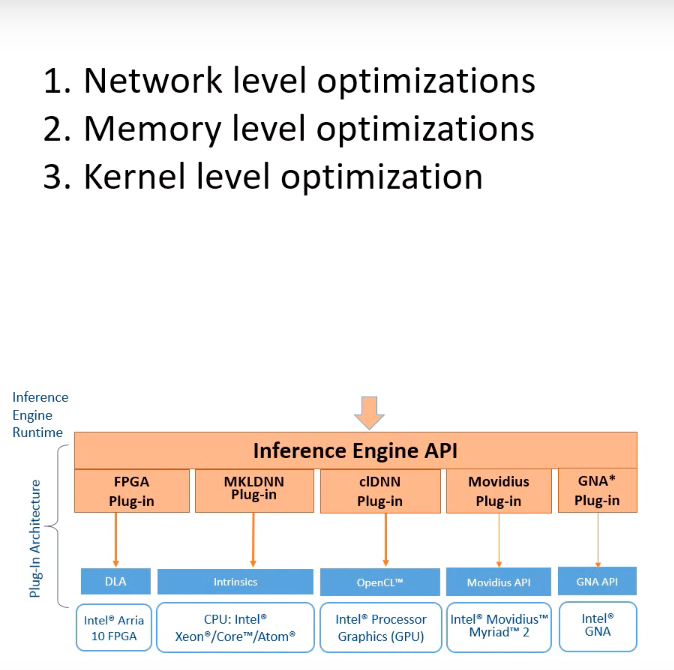 1. Network level optimizations
2. Memory level optimizations
3. Kernel level optimization
Inference
Engine
Runtime
Plug-In Architecture
Inference Engine API
FPGA
Plug-in
MKLDNN
Plug-in
clDNN
Plug-in
Movidius
Plug-in
GNA*
Plug-in
DLA
Intrinsics
OpenCL™
Movidius API
GNA API
Intel® Arria
10 FPGA
CPU: Intel®
Xeon®/Core™/Atom®
Intel® Processor
Graphics (GPU)
Intel® Movidius™
Myriad™ 2
Intel®
GNA